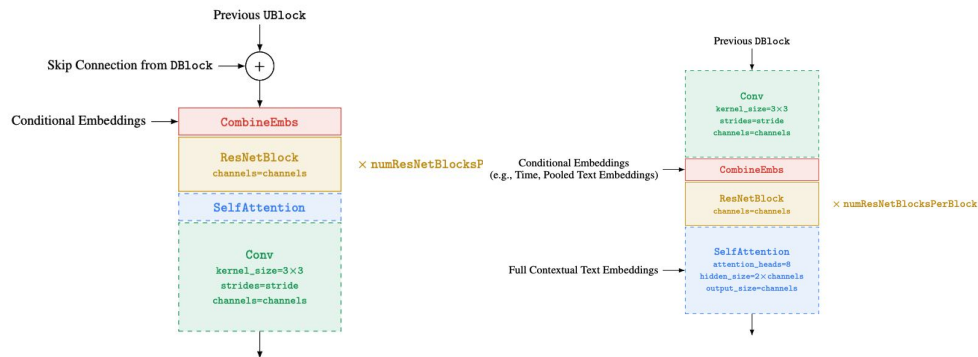 Previous UBlock
Skip Connection from DBlock
+
Conditional Embeddings
CombineEmbs
ResNetBlock
channels=channels
× numResNetBlocksP
SelfAttention
Conv
kernel_size=3×3
strides=stride
channels=channels
Previous DBlock
Conv
kernel_size=3×3
strides=stride
channels=channels
Conditional Embeddings
(e.g., Time, Pooled Text Embeddings)
CombineEmbs
ResNetBlock
channels=channels
× numResNetBlocksPerBlock
SelfAttention
attention_heads=8
hidden_size=2×channels
output_size=channels
Full Contextual Text Embeddings